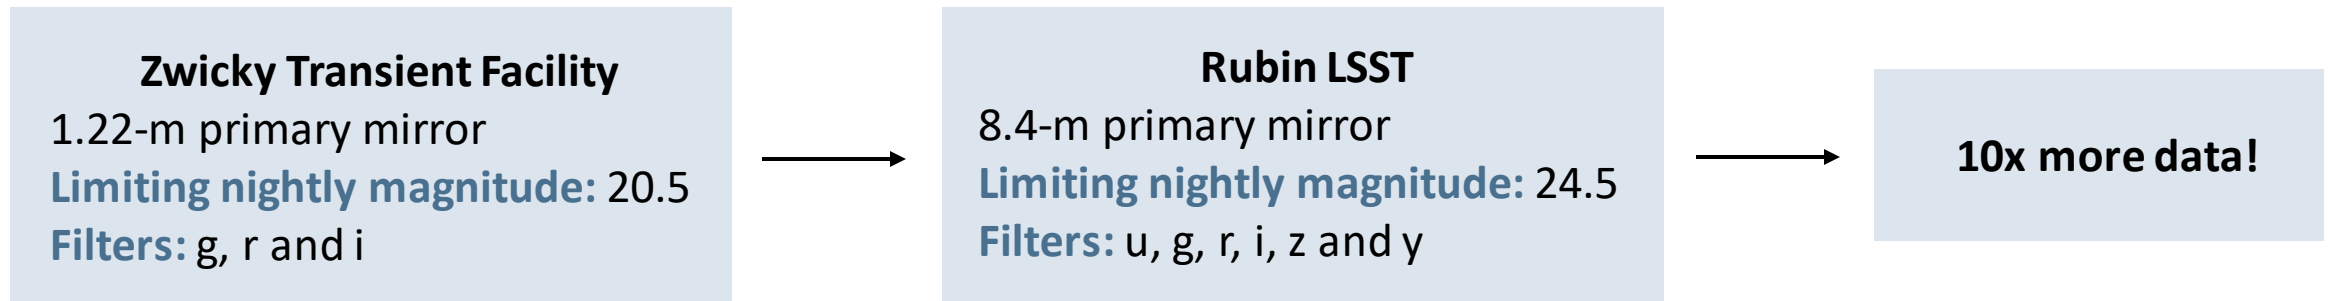 Zwicky Transient Facility
1.22-m primary mirror
Limiting nightly magnitude: 20.5
Filters: g, r and i
Rubin LSST
8.4-m primary mirror
Limiting nightly magnitude: 24.5
Filters: u, g, r, i, z and y
10x more data!